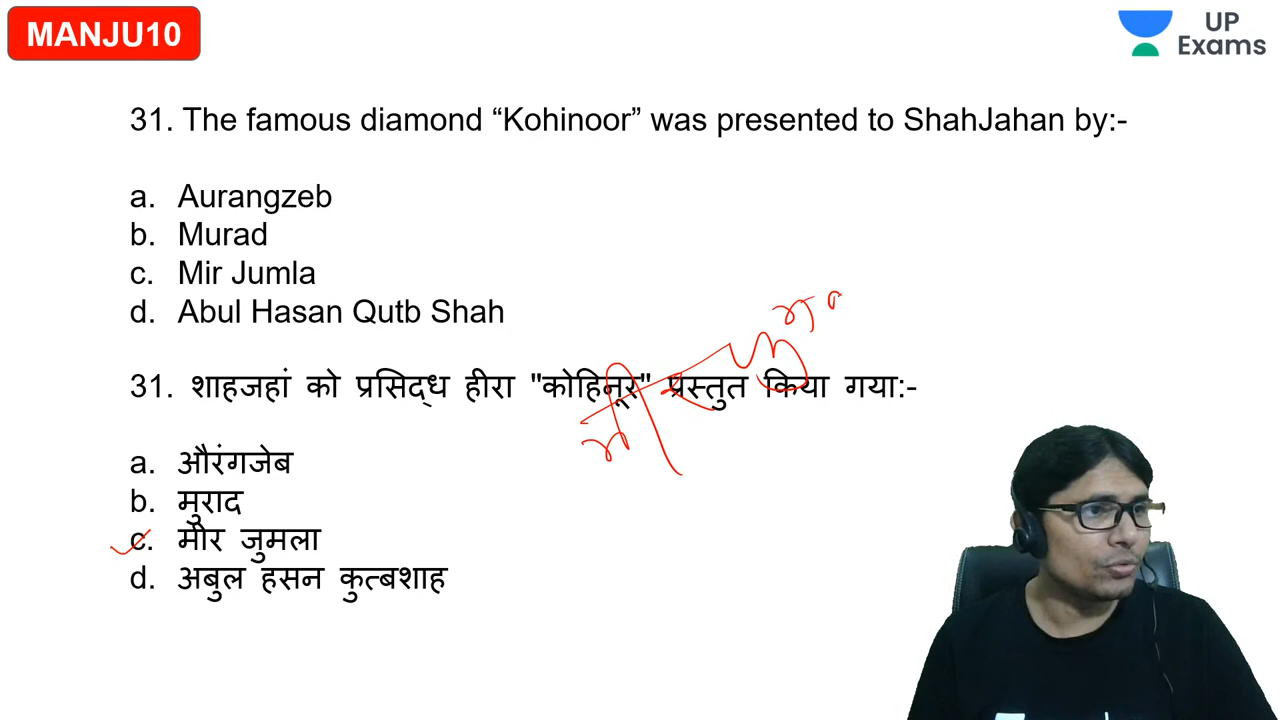 MANJU10
UP
Exams
31. The famous diamond “Kohinoor” was presented to ShahJahan by:-
a. Aurangzeb
b. Murad
c. Mir Jumla
d. Abul Hasan Qutb Shah
31. शाहजहां को प्रसिद्ध हीरा "कोहिनूर" प्रस्तुत किया गया:-
a. औरंगजेब
b. मुराद
c. मीर जुमला
d. अबुल हसन कुत्बशाह